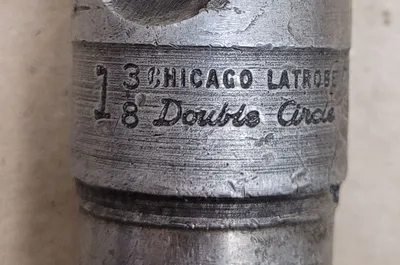 1 3/8 CHICAGO LATROBE
Double Circle